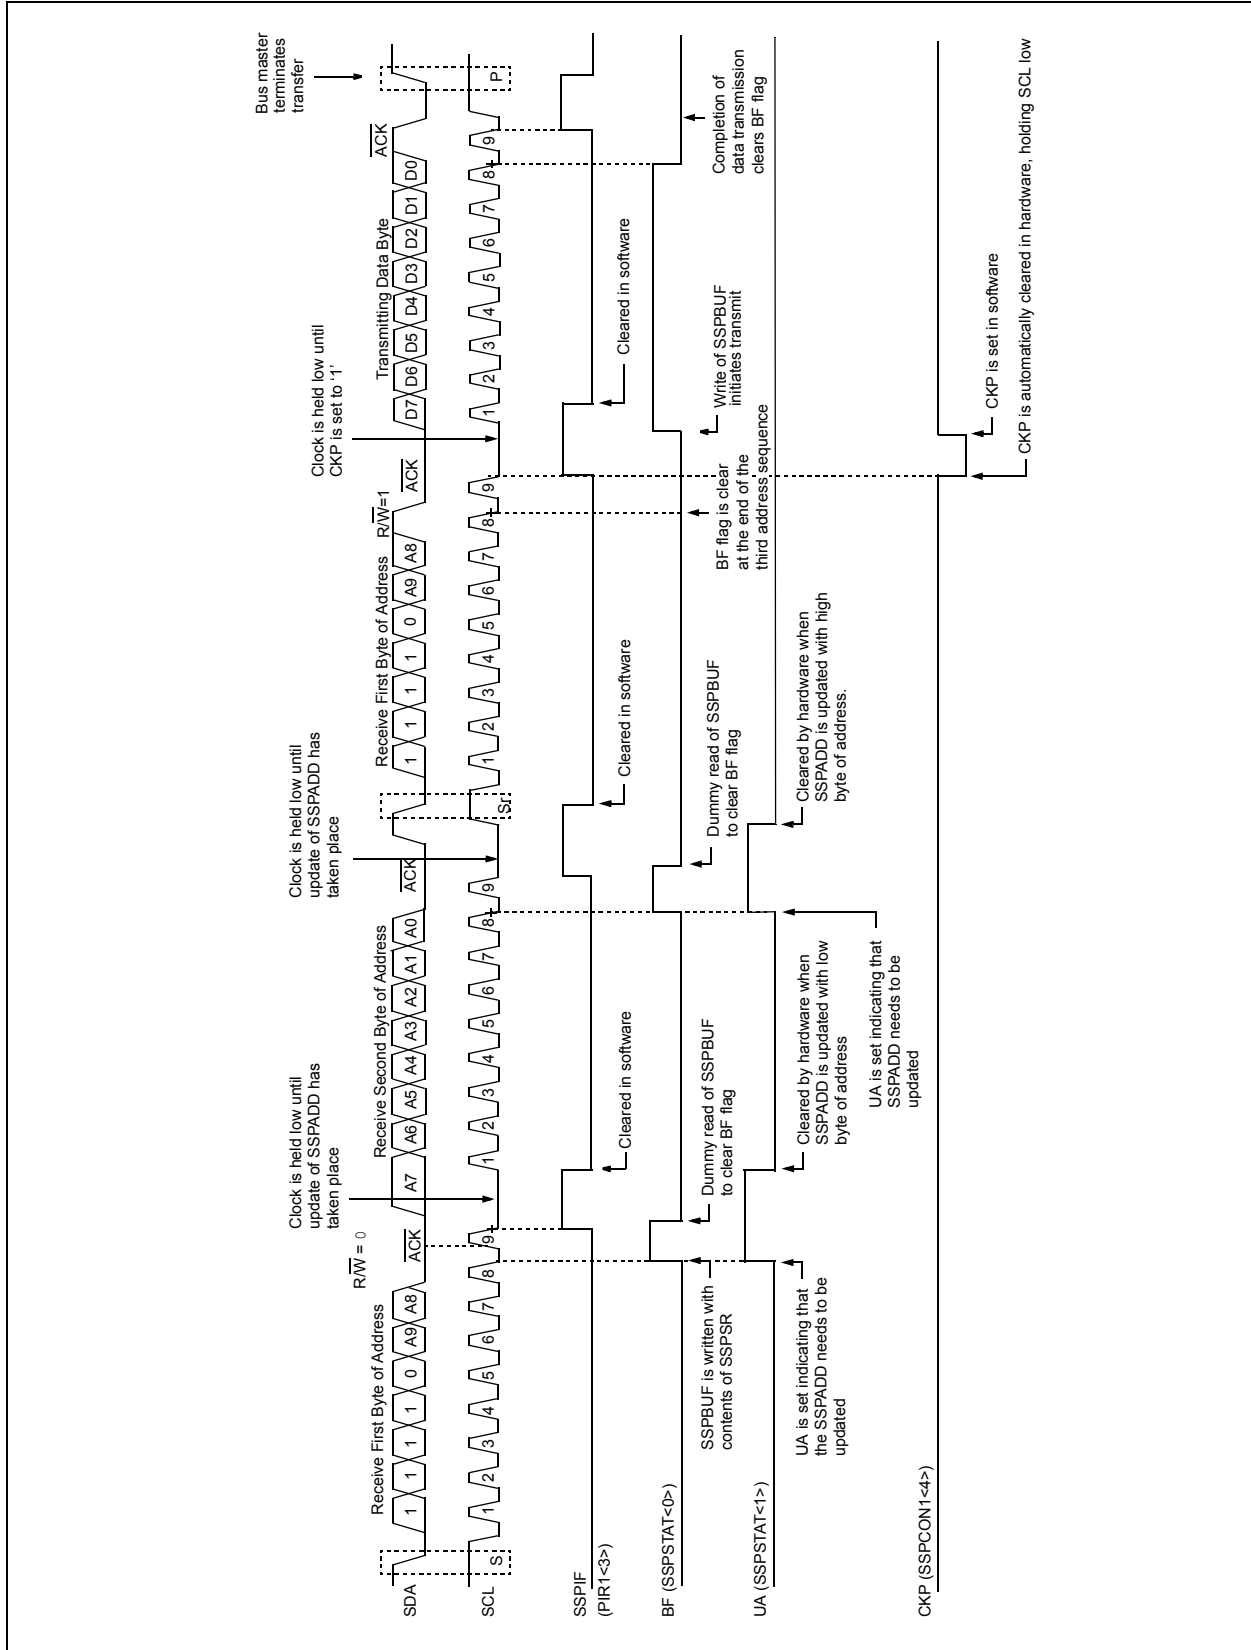 Receive First Byte of Address
R/W = 0
Clock is held low until
update of SSPADD has
taken place
Receive Second Byte of Address
Clock is held low until
update of SSPADD has
taken place
Receive First Byte of Address
R/W=1
Clock is held low until
CKP is set to ‘1’
Transmitting Data Byte
Bus master
terminates
transfer
SDA
1 1 1 1 0 A9 A8 ACK A7 A6 A5 A4 A3 A2 A1 A0 ACK 1 1 1 1 0 A9 A8 ACK D7 D6 D5 D4 D3 D2 D1 D0 ACK
SCL
S 1 2 3 4 5 6 7 8 9 1 2 3 4 5 6 7 8 9 Sr 1 2 3 4 5 6 7 8 9 1 2 3 4 5 6 7 8 9 P
SSPIF
(PIR1<3>)
Cleared in software
Cleared in software
Cleared in software
BF (SSPSTAT<0>)
SSPBUF is written with
contents of SSPSR
Dummy read of SSPBUF
to clear BF flag
Dummy read of SSPBUF
to clear BF flag
BF flag is clear
at the end of the
third address sequence
Write of SSPBUF
initiates transmit
Completion of
data transmission
clears BF flag
UA (SSPSTAT<1>)
UA is set indicating that
the SSPADD needs to be
updated
Cleared by hardware when
SSPADD is updated with low
byte of address
UA is set indicating that
SSPADD needs to be
updated
Cleared by hardware when
SSPADD is updated with high
byte of address.
CKP (SSPCON1<4>)
CKP is set in software
CKP is automatically cleared in hardware, holding SCL low